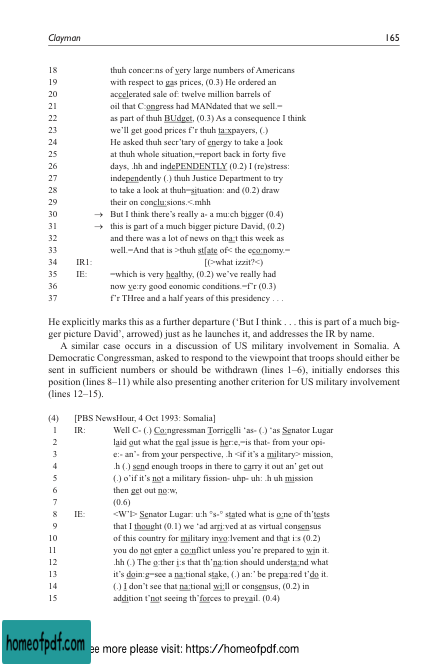 Clayman 165
18 thuh concer:ns of very large numbers of Americans
19 with respect to gas prices, (0.3) He ordered an
20 accelerated sale of: twelve million barrels of
21 oil that C:ongress had MANdated that we sell.=
22 as part of thuh BUdget, (0.3) As a consequence I think
23 we'll get good prices f'r thuh ta:xpayers, (.)
24 He asked thuh secr'tary of energy to take a look
25 at thuh whole situation,=report back in forty five
26 days, .hh and indePENDENTLY (0.2) I (re)stress:
27 independently (.) thuh Justice Department to try
28 to take a look at thuh=situation: and (0.2) draw
29 their on conclu:sions.<.mhh
30 → But I think there's really a- a mu:ch bigger (0.4)
31 → this is part of a much bigger picture David, (0.2)
32 and there was a lot of news on tha:t this week as
33 well.=And that is >thuh st[ate of< the eco:nomy.=
34 IR1: [(>what izzit?<)
35 IE: =which is very healthy, (0.2) we've really had
36 now ve:ry good eonomic conditions.=f'r (0.3)
37 f'r THree and a half years of this presidency . . .
He explicitly marks this as a further departure ('But I think . . . this is part of a much big-
ger picture David', arrowed) just as he launches it, and addresses the IR by name.
A similar case occurs in a discussion of US military involvement in Somalia. A
Democratic Congressman, asked to respond to the viewpoint that troops should either be
sent in sufficient numbers or should be withdrawn (lines 1–6), initially endorses this
position (lines 8–11) while also presenting another criterion for US military involvement
(lines 12–15).
(4) [PBS NewsHour, 4 Oct 1993: Somalia]
1 IR: Well C- (.) Co:ngressman Torricelli 'as- (.) 'as Senator Lugar
2 laid out what the real issue is her:e,=is that- from your opi-
3 e:- an'- from your perspective, .h <if it's a military> mission,
4 .h (.) send enough troops in there to carry it out an' get out
5 (.) o'if it's not a military fission- uhp- uh: .h uh mission
6 then get out no:w,
7 (0.6)
8 IE: <W'l> Senator Lugar: u:h °s-° stated what is o:ne of th'tests
9 that I thought (0.1) we 'ad arri:ved at as virtual consensus
10 of this country for military invo:lvement and that i:s (0.2)
11 you do not enter a co:nflict unless you're prepared to win it.
12 .hh (.) The o:ther i:s that th'na:tion should understa:nd what
13 it's do:in:g=see a na:tional stake, (.) an:' be prepa:red t'do it.
14 (.) I don't see that na:tional wi:ll or consensus, (0.2) in
15 addition t'not seeing th'forces to prevail. (0.4)
homeofpdf.com
ee more please visit: https://homeofpdf.com